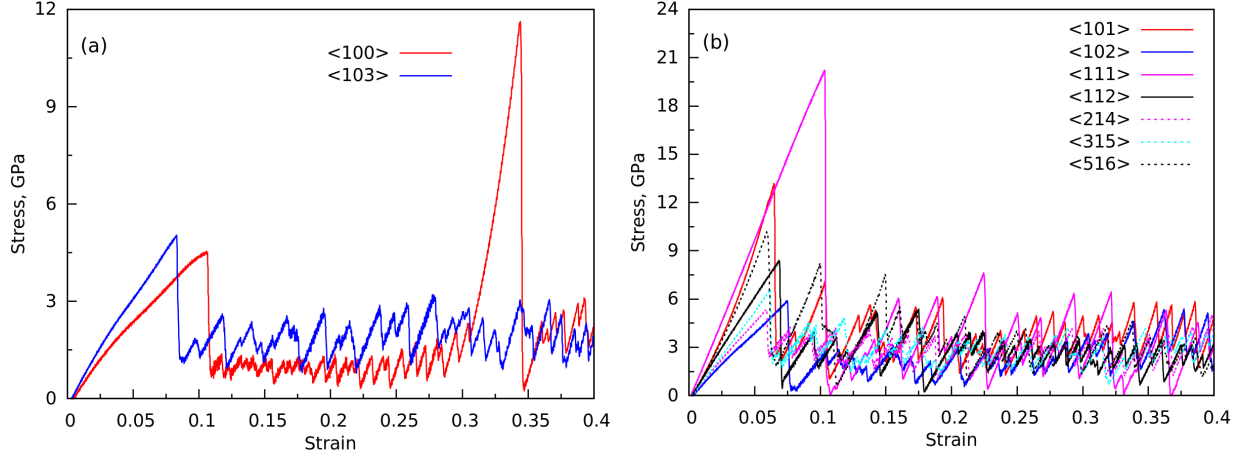 12
9
6
3
0
Stress, GPa
(a)
<100>
<103>
0 0.05 0.1 0.15 0.2 0.25 0.3 0.35 0.4
Strain
24
21
18
15
12
9
6
3
0
Stress, GPa
(b)
<101>
<102>
<111>
<112>
<214>
<315>
<516>
0 0.05 0.1 0.15 0.2 0.25 0.3 0.35 0.4
Strain